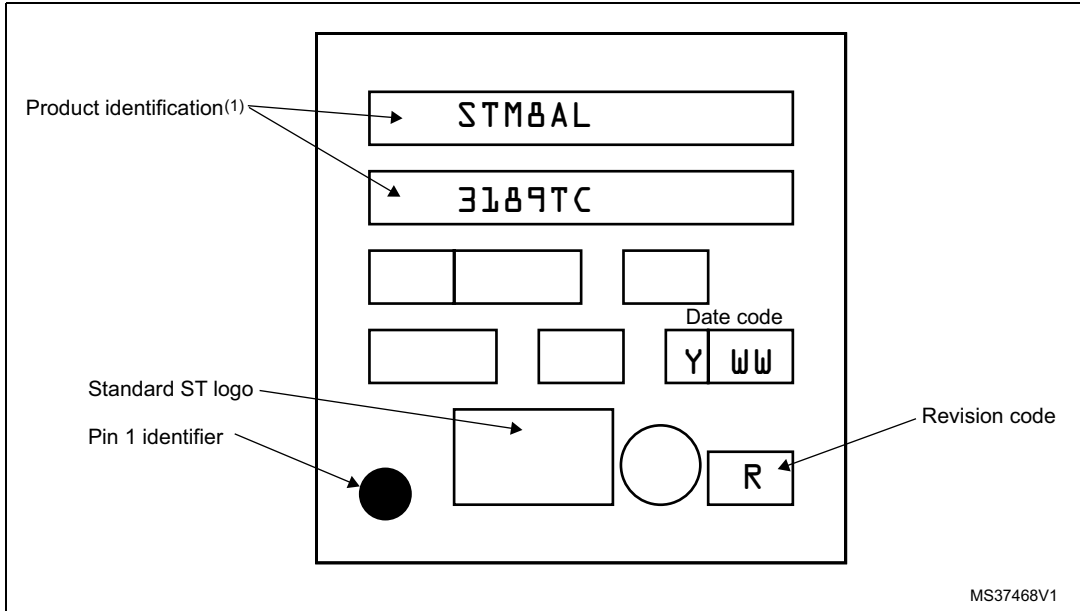 Product identification(1)
STM8AL
3189TC
Date code
Y WW
Standard ST logo
Pin 1 identifier
Revision code
R
MS37468V1